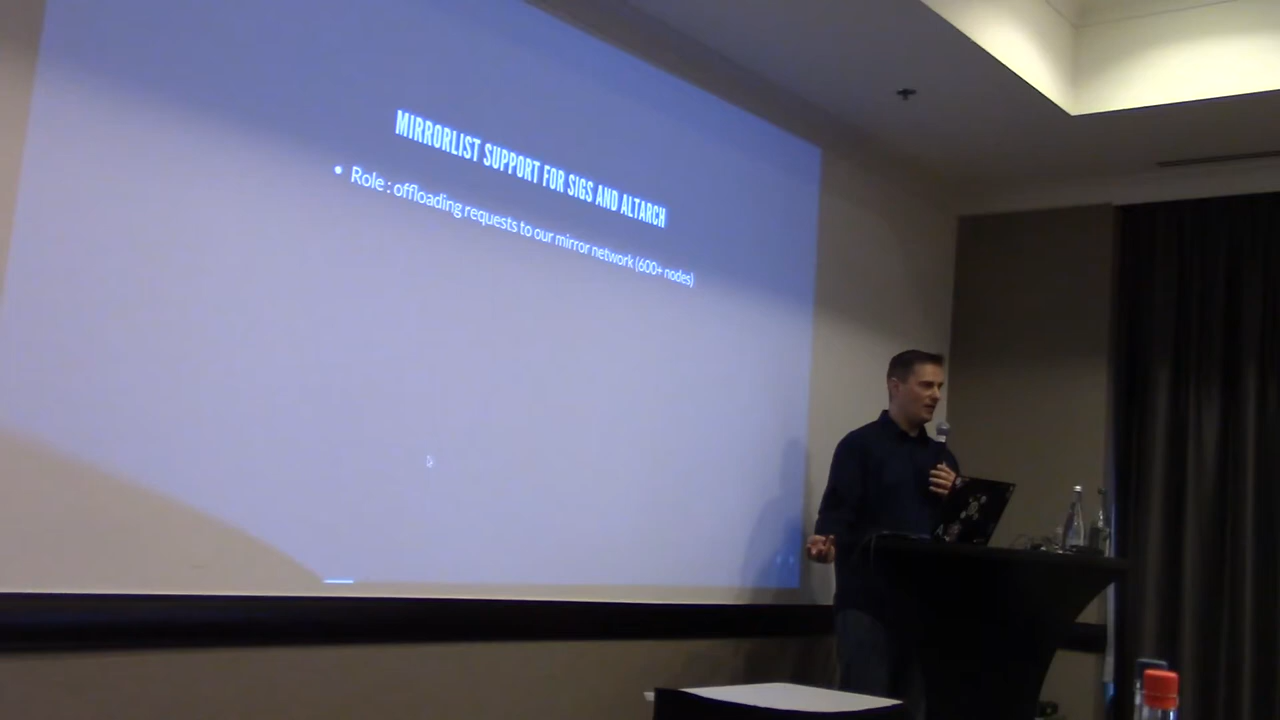 MIRRORLIST SUPPORT FOR SIGS AND ALTARCH
• Role : offloading requests to our mirror network (600+ nodes)